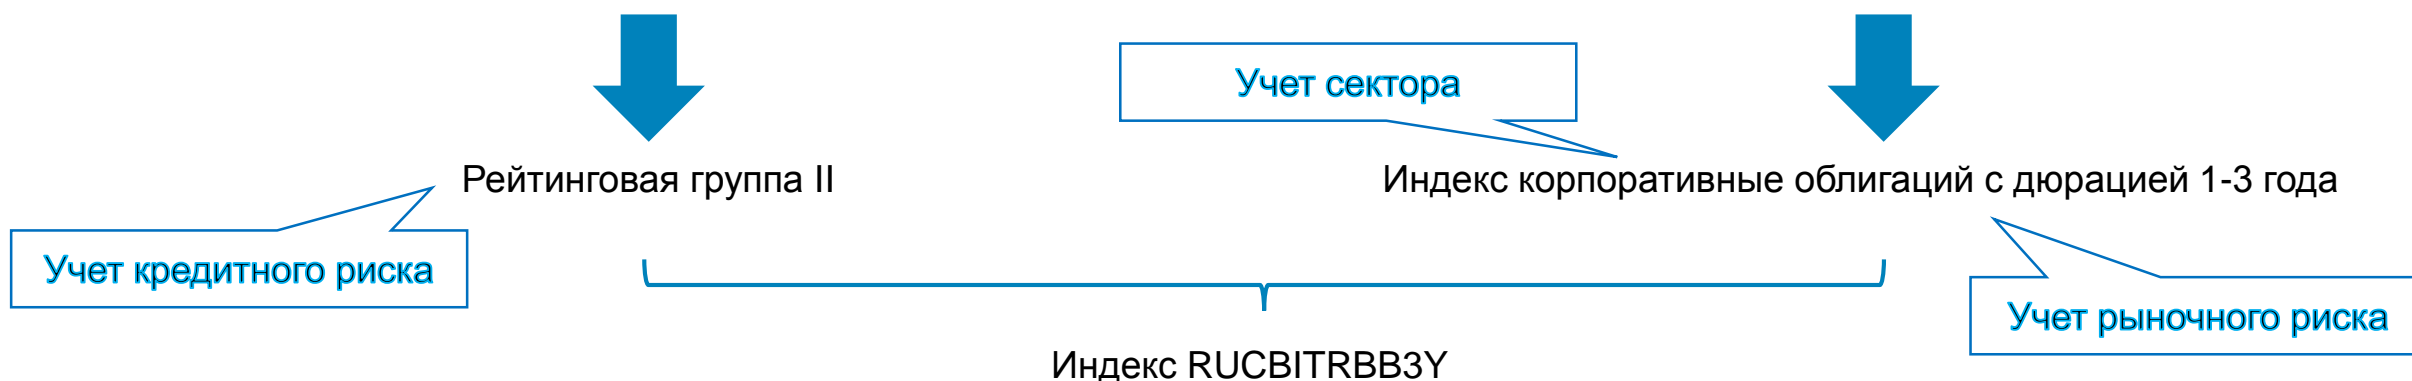 Учет сектора
Рейтинговая группа II
Индекс корпоративные облигаций с дюрацией 1-3 года
Учет кредитного риска
Учет рыночного риска
Индекс RUCBITRBB3Y